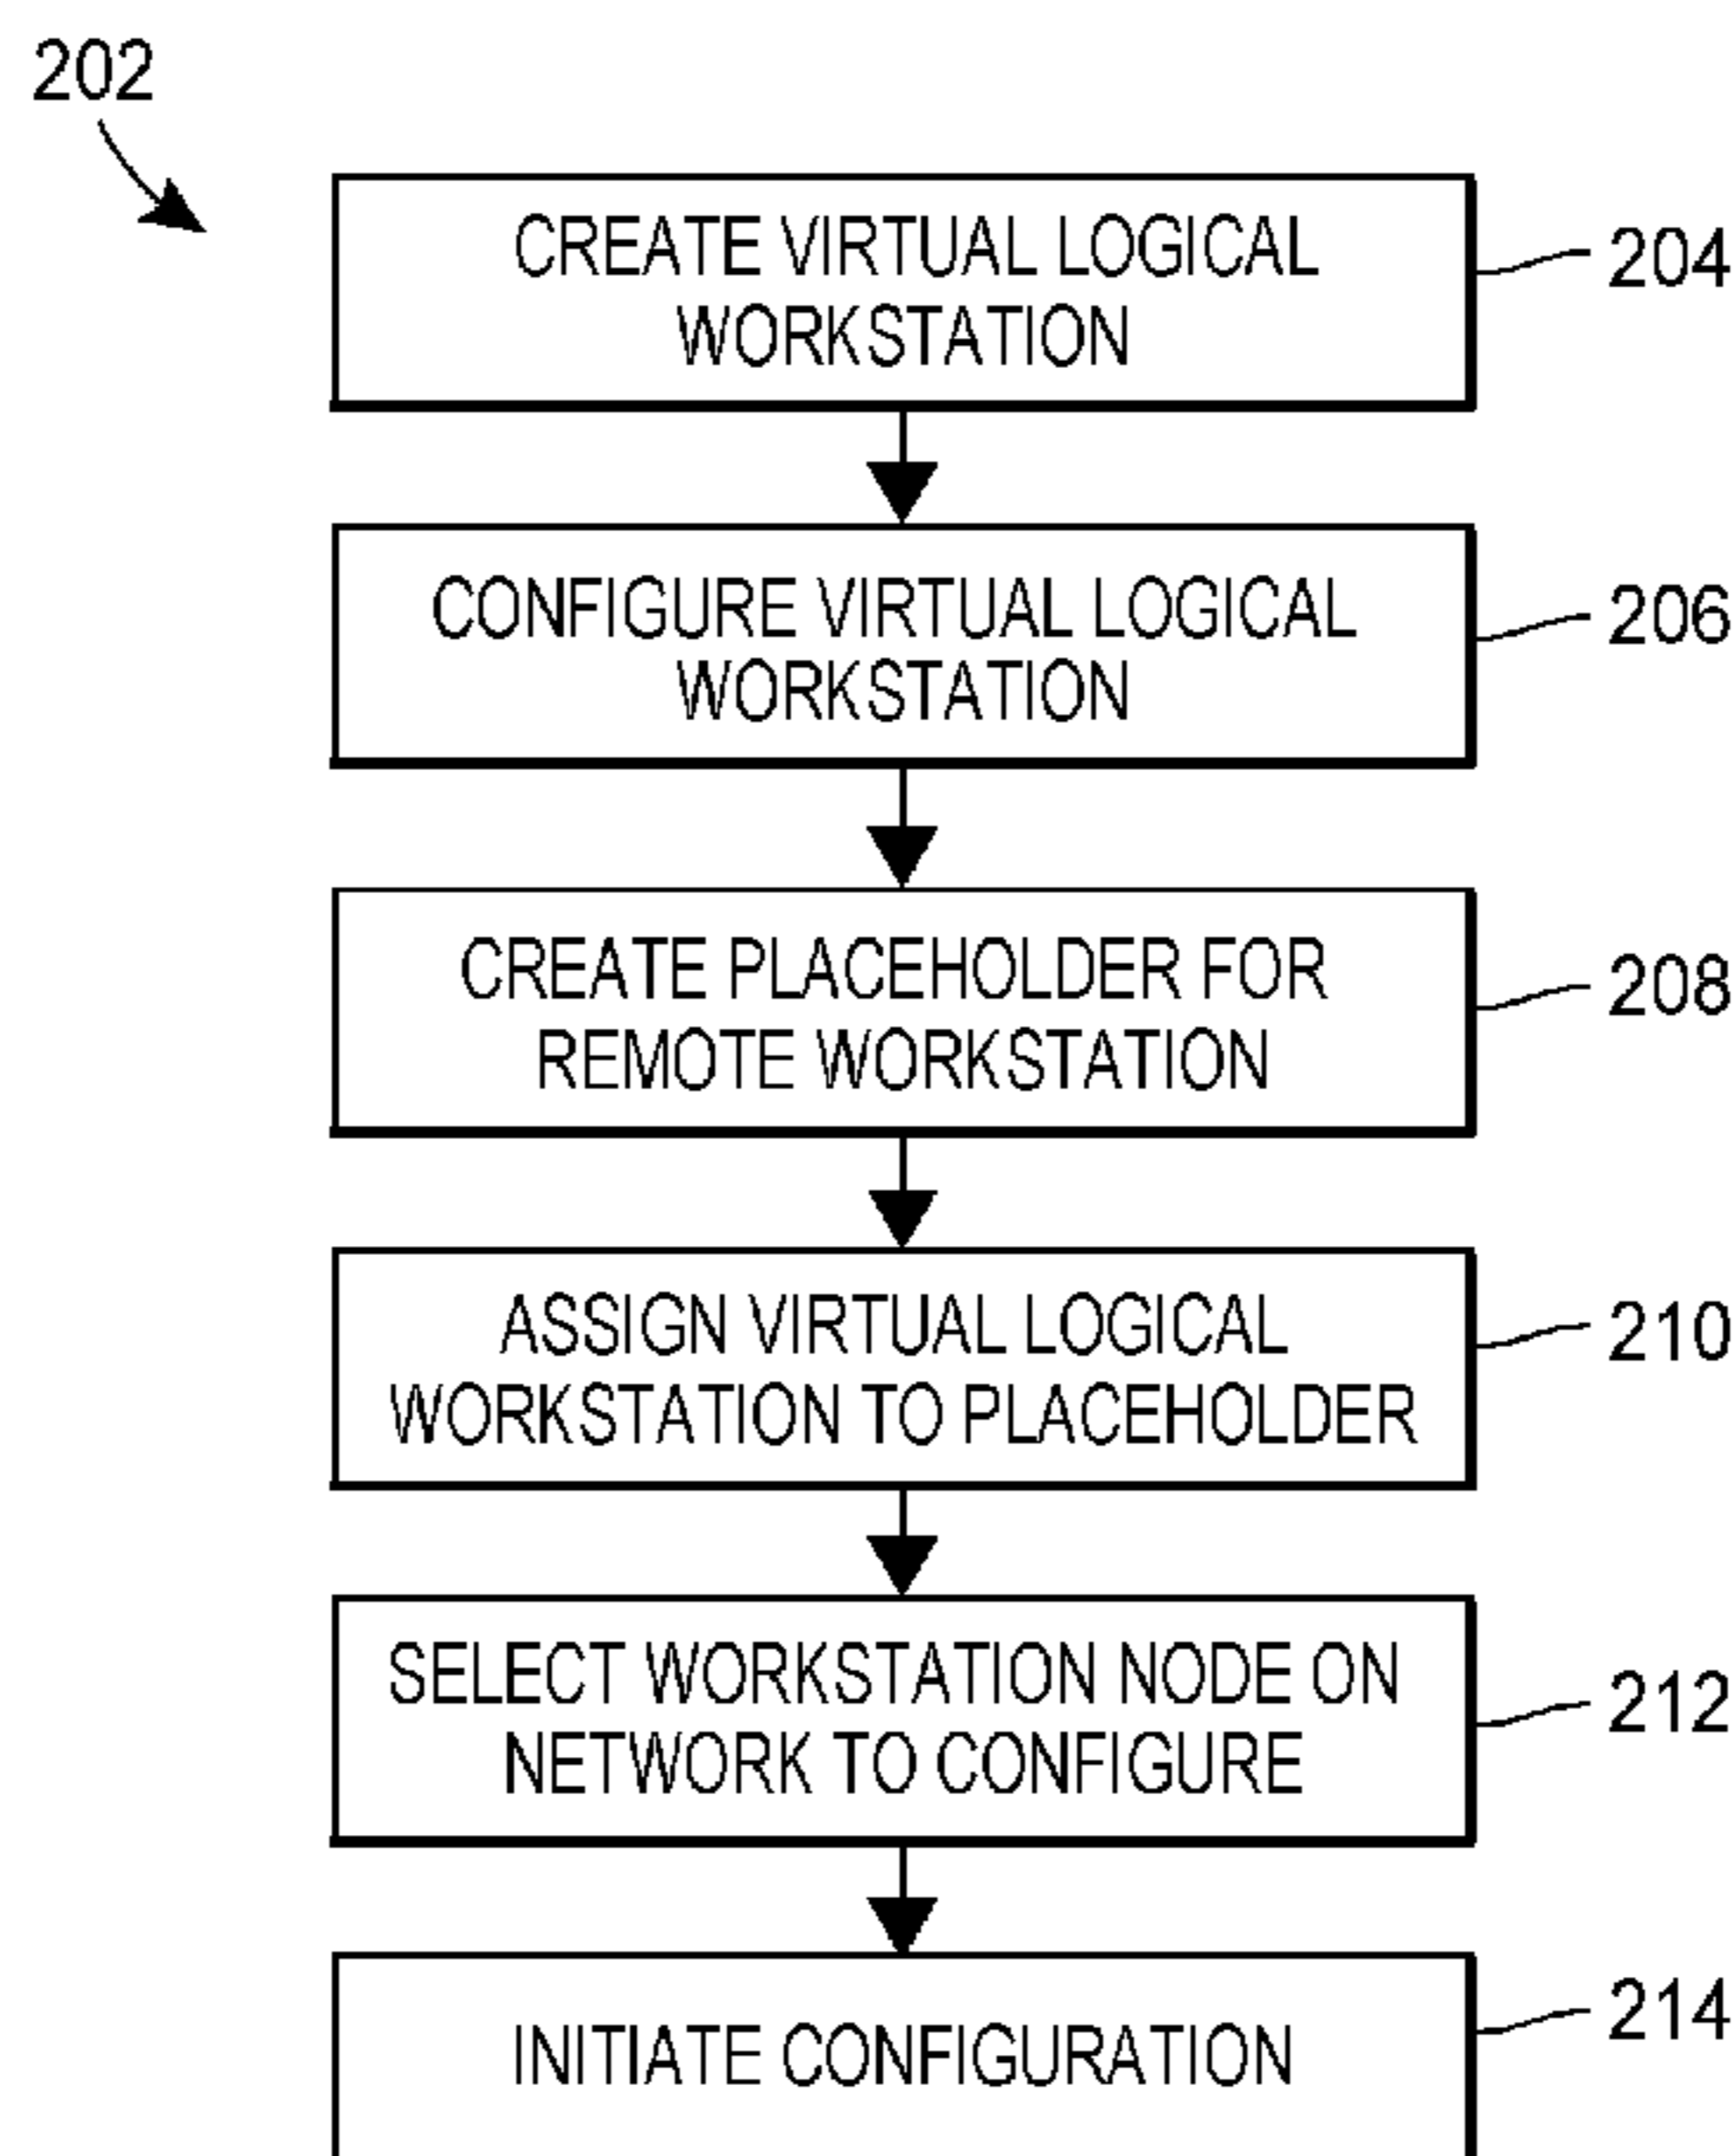 202
CREATE VIRTUAL LOGICAL
WORKSTATION
204
CONFIGURE VIRTUAL LOGICAL
WORKSTATION
206
CREATE PLACEHOLDER FOR
REMOTE WORKSTATION
208
ASSIGN VIRTUAL LOGICAL
WORKSTATION TO PLACEHOLDER
210
SELECT WORKSTATION NODE ON
NETWORK TO CONFIGURE
212
INITIATE CONFIGURATION
214